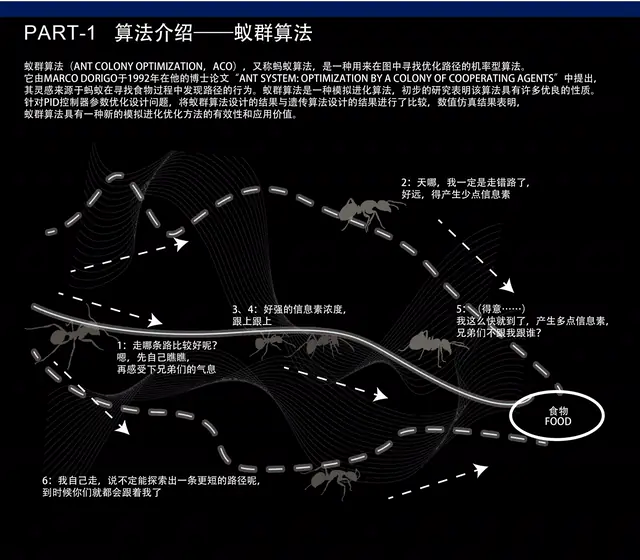 PART-1 算法介绍——蚁群算法
蚁群算法（ANT COLONY OPTIMIZATION，ACO），又称蚂蚁算法，是一种用来在图中寻找优化路径的机率型算法。
它由MARCO DORIGO于1992年在他的博士论文“ANT SYSTEM: OPTIMIZATION BY A COLONY OF COOPERATING AGENTS”中提出，
其灵感来源于蚂蚁在寻找食物过程中发现路径的行为。蚁群算法是一种模拟进化算法，初步的研究表明该算法具有许多优良的性质。
针对PID控制器参数优化设计问题，将蚁群算法设计的结果与遗传算法设计的结果进行了比较，数值仿真结果表明，
蚁群算法具有一种新的模拟进化优化方法的有效性和应用价值。
2：天哪，我一定是走错路了，
好远，得产生少点信息素
3、4：好强的信息素浓度，
跟上跟上
5：（得意……）
我这么快就到了，产生多点信息素，
兄弟们不跟我跟谁？
1：走哪条路比较好呢？
嗯，先自己瞧瞧，
再感受下兄弟们的气息
食物
FOOD
6：我自己走，说不定能探索出一条更短的路径呢，
到时候你们就都会跟着我了